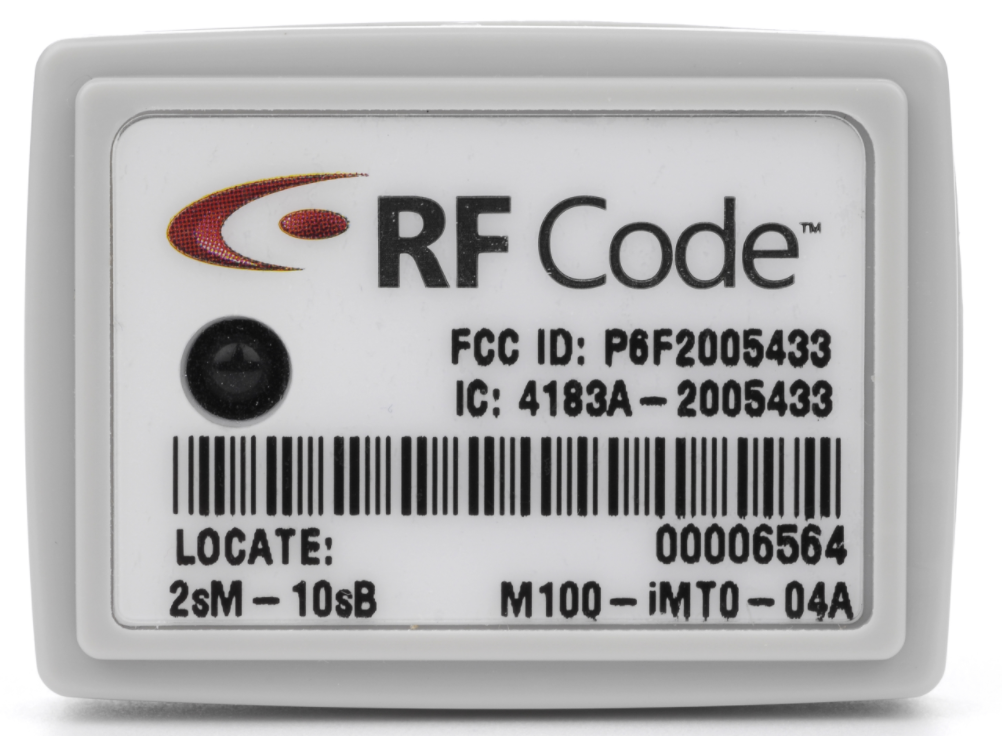 RF Code™
FCC ID: P6F2005433
IC: 4183A – 2005433
LOCATE: 00006564
2sM – 10sB M100 – iMT0 – 04A